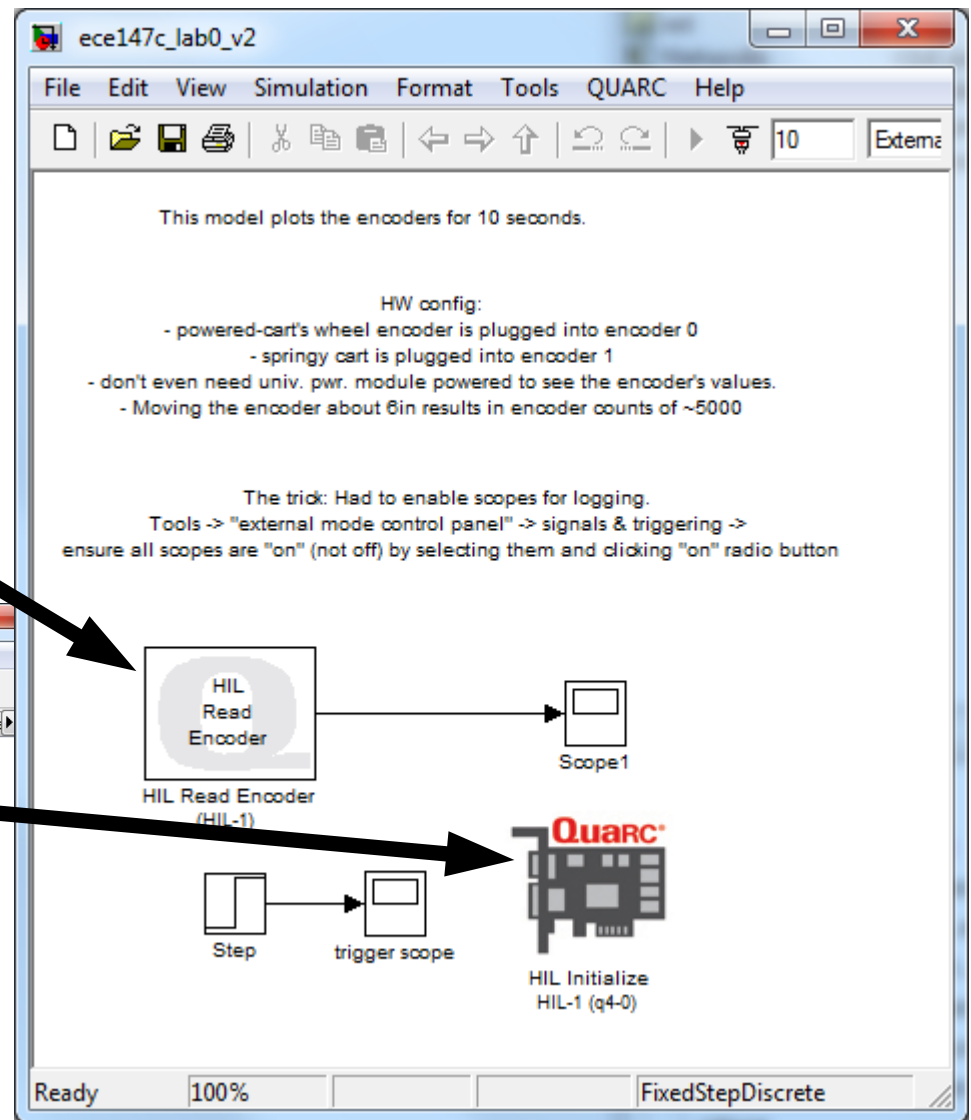 ece147c_lab0_v2
File Edit View Simulation Format Tools QUARC Help
10 Externa
This model plots the encoders for 10 seconds.
HW config:
- powered-cart's wheel encoder is plugged into encoder 0
- springy cart is plugged into encoder 1
- don't even need univ. pwr. module powered to see the encoder's values.
- Moving the encoder about 6in results in encoder counts of ~5000
The trick: Had to enable scopes for logging.
Tools -> "external mode control panel" -> signals & triggering ->
ensure all scopes are "on" (not off) by selecting them and clicking "on" radio button
HIL
Read
Encoder
Scope1
HIL Read Encoder
(HIL-1)
QUARC
Step
trigger scope
HIL Initialize
HIL-1 (q4-0)
Ready 100% FixedStepDiscrete